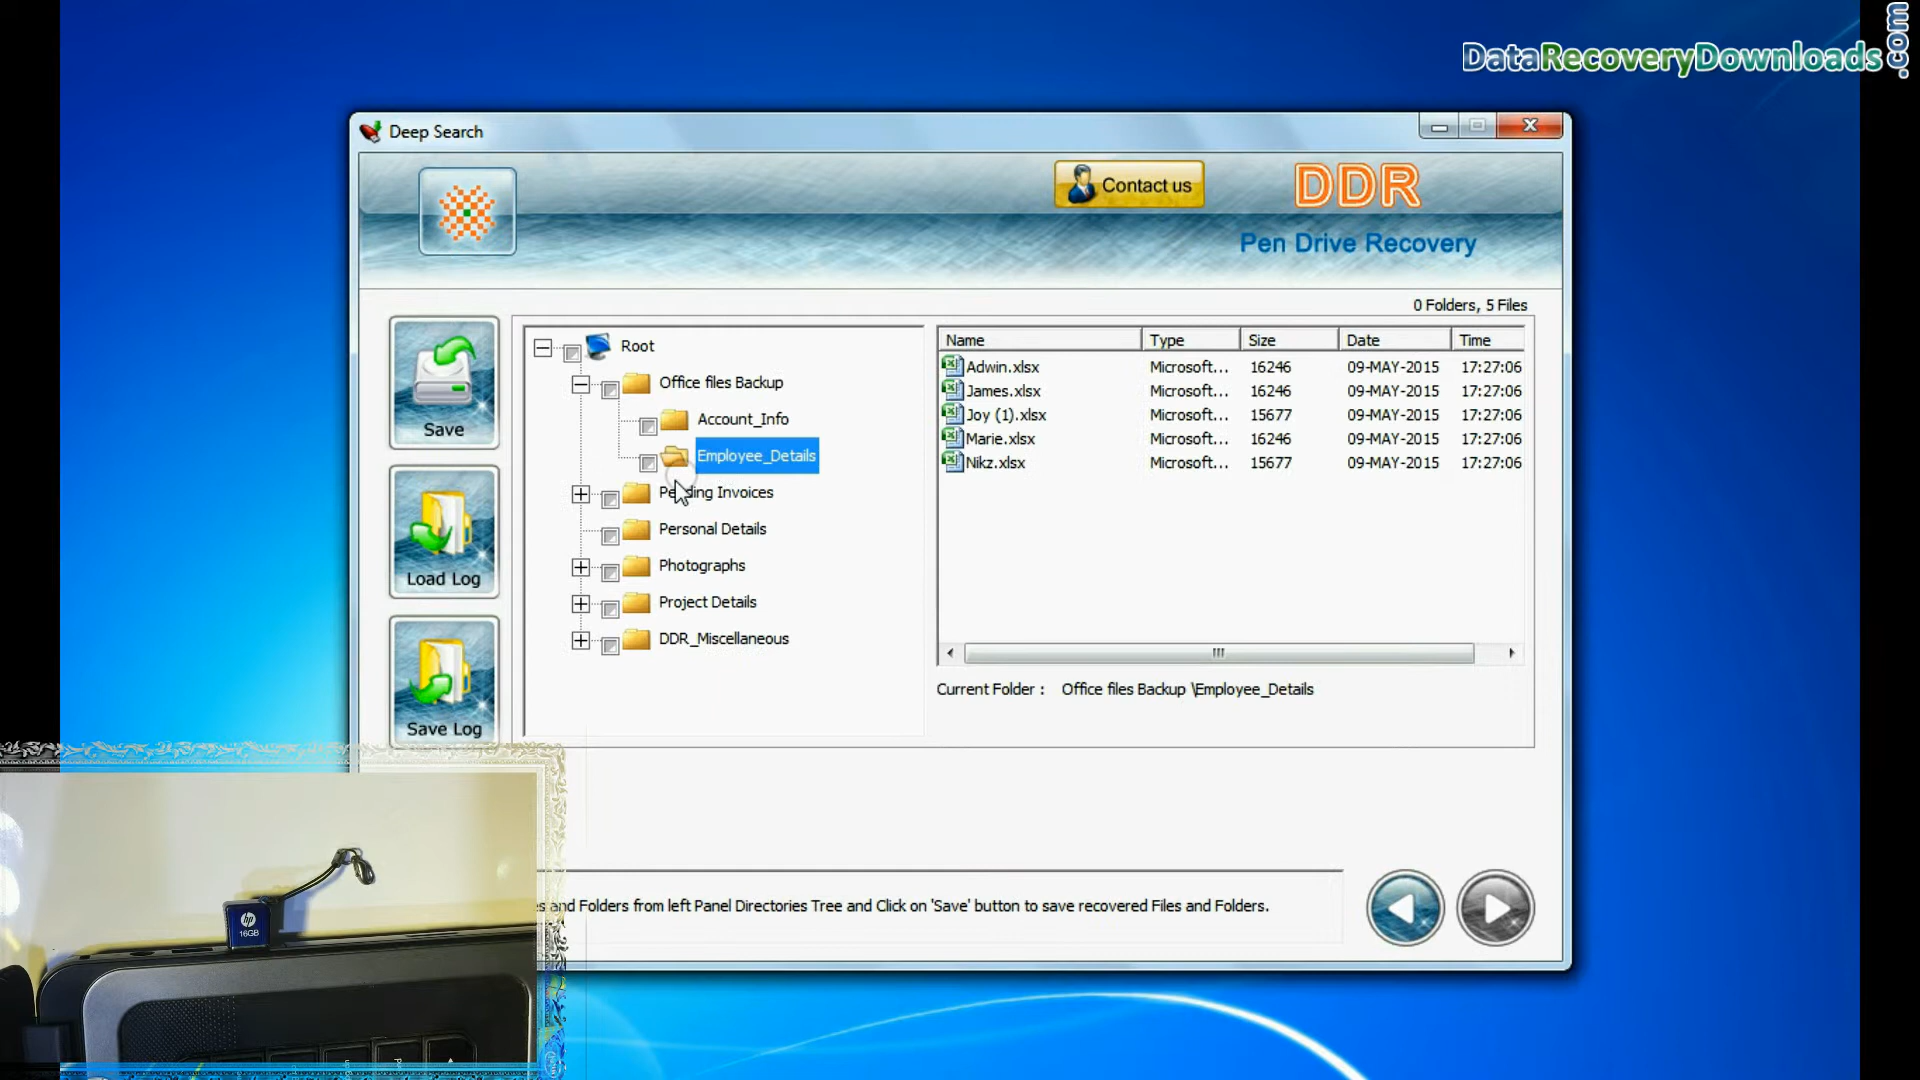 DataRecoveryDownloads.com
Deep Search
Contact us
DDR
Pen Drive Recovery
0 Folders, 5 Files
Save
Load Log
Save Log
Root
Office files Backup
Account_Info
Employee_Details
Pending Invoices
Personal Details
Photographs
Project Details
DDR_Miscellaneous
Name Type Size Date Time
Adwin.xlsx Microsoft... 16246 09-MAY-2015 17:27:06
James.xlsx Microsoft... 16246 09-MAY-2015 17:27:06
Joy (1).xlsx Microsoft... 15677 09-MAY-2015 17:27:06
Marie.xlsx Microsoft... 16246 09-MAY-2015 17:27:06
Nikz.xlsx Microsoft... 15677 09-MAY-2015 17:27:06
Current Folder : Office files Backup \Employee_Details
and Folders from left Panel Directories Tree and Click on 'Save' button to save recovered Files and Folders.
hp
16GB